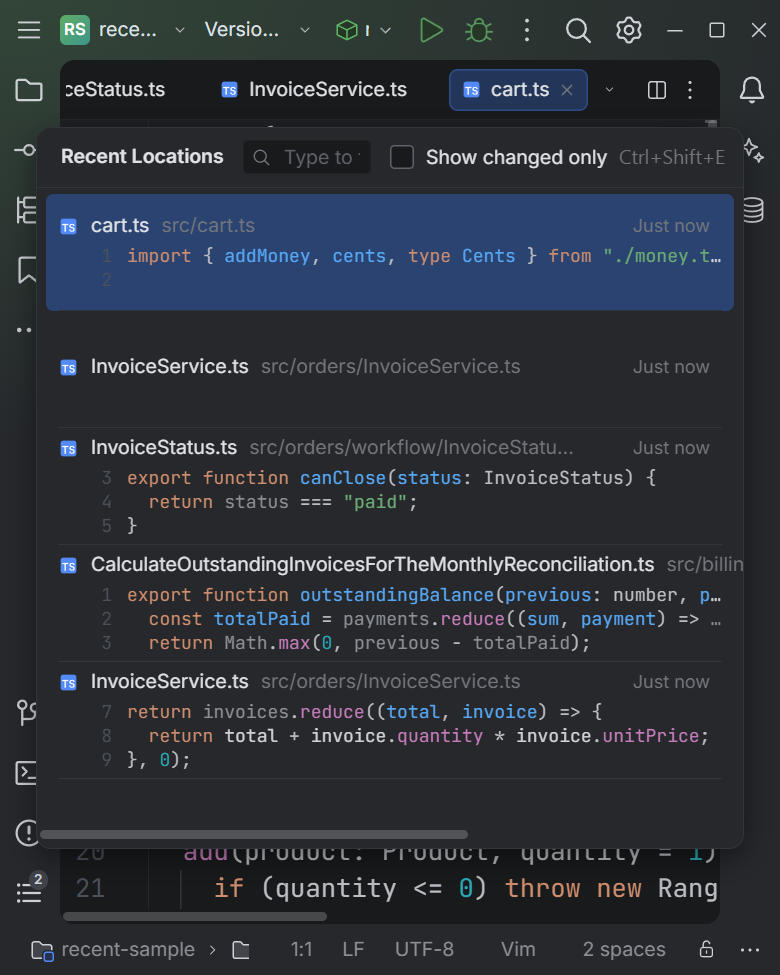 RS rece... Versio...
ceStatus.ts TS InvoiceService.ts TS cart.ts
Recent Locations Type to Show changed only Ctrl+Shift+E
TS cart.ts src/cart.ts Just now
1 import { addMoney, cents, type Cents } from "./money.t…
2
TS InvoiceService.ts src/orders/InvoiceService.ts Just now
TS InvoiceStatus.ts src/orders/workflow/InvoiceStatu... Just now
3 export function canClose(status: InvoiceStatus) {
4 return status === "paid";
5 }
TS CalculateOutstandingInvoicesForTheMonthlyReconciliation.ts src/billin
1 export function outstandingBalance(previous: number, p…
2 const totalPaid = payments.reduce((sum, payment) => …
3 return Math.max(0, previous - totalPaid);
TS InvoiceService.ts src/orders/InvoiceService.ts Just now
7 return invoices.reduce((total, invoice) => {
8 return total + invoice.quantity * invoice.unitPrice;
9 }, 0);
20 add(product: Product, quantity = 1)
21 if (quantity <= 0) throw new Rang
2
recent-sample 1:1 LF UTF-8 Vim 2 spaces